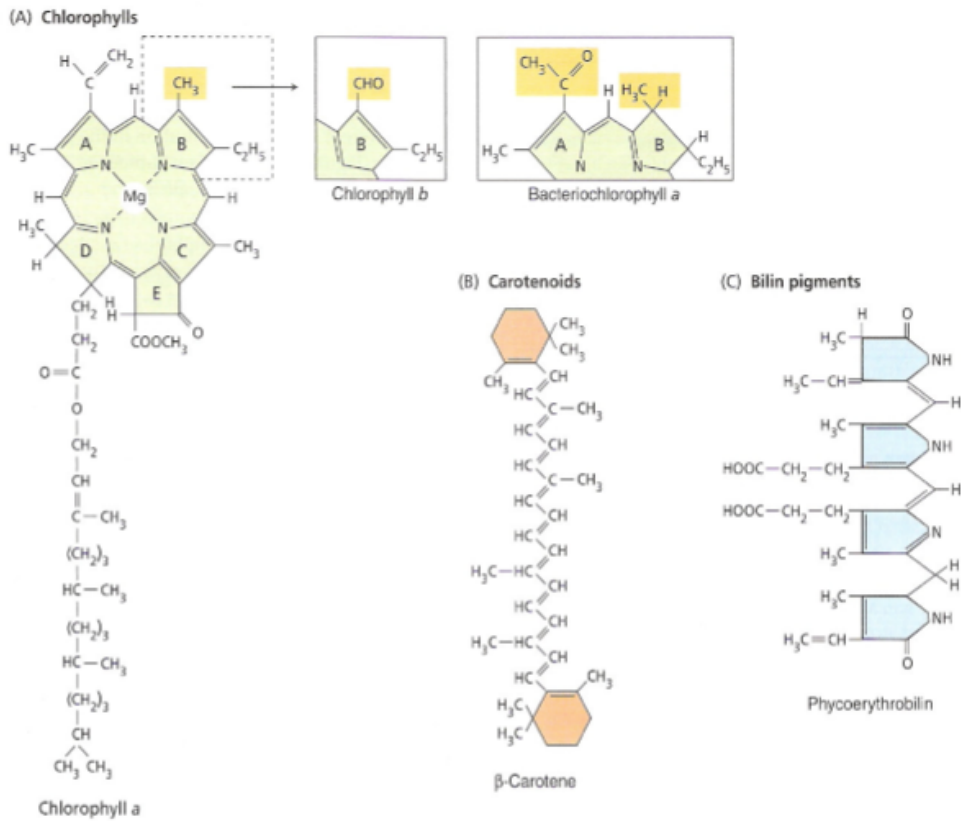 (A) Chlorophylls
H
CH₂
C
H
CH₃
A
B
H₃C
C₂H₅
N
N
H
Mg
H
H₃C
N
N
D
C
CH₃
H
E
H
H
O
CH₂
COOCH₃
CH₂
O=C
O
CH₂
CH
C—CH₃
(CH₂)₃
HC—CH₃
(CH₂)₃
HC—CH₃
(CH₂)₃
CH
CH₃ CH₃
Chlorophyll a
CHO
B
C₂H₅
Chlorophyll b
CH₃
O
C
H
H₃C H
A
B
H
H₃C
N
N
C₂H₅
Bacteriochlorophyll a
(B) Carotenoids
CH₃
CH₃
CH₃
CH
HC
C—CH₃
HC
CH
HC
C—CH₃
HC
CH
HC
CH
H₃C—HC
CH
HC
CH
H₃C—HC
CH
HC
CH₃
H₃C
H₃C
β-Carotene
(C) Bilin pigments
H
O
H₃C
NH
H₃C—CH
H
H₃C
NH
HOOC—CH₂—CH₂
H
HOOC—CH₂—CH₂
N
H₃C
H
H
H₃C
NH
H₂C=CH
O
Phycoerythrobilin